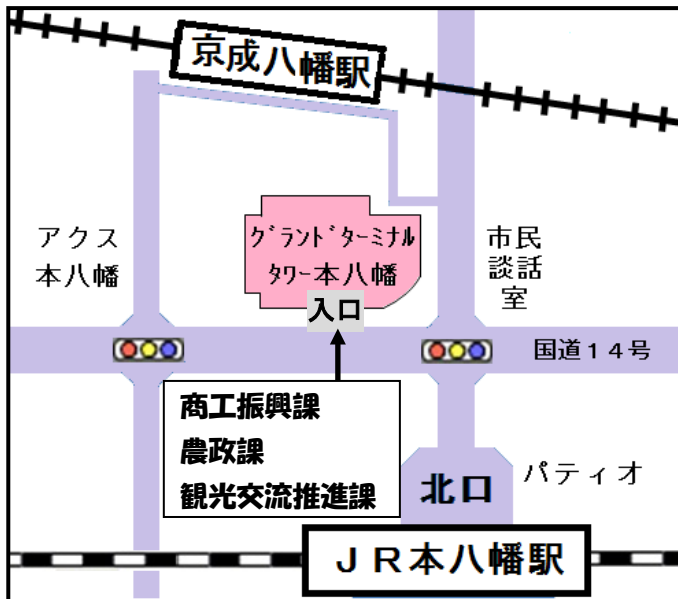 京成八幡駅
アクス
本八幡
グランドターミナル
タワー本八幡
入口
市民
談話
室
国道14号
商工振興課
農政課
観光交流推進課
北口
パティオ
JR本八幡駅